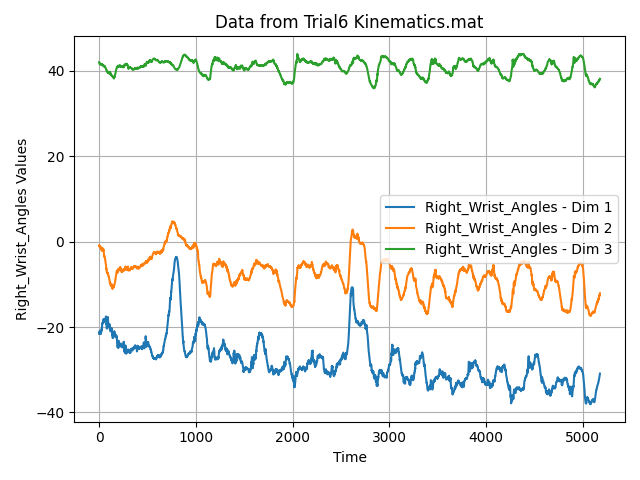 Data from Trial6 Kinematics.mat
Right_Wrist_Angles Values
40
20
0
−20
−40
Right_Wrist_Angles - Dim 1
Right_Wrist_Angles - Dim 2
Right_Wrist_Angles - Dim 3
0 1000 2000 3000 4000 5000
Time